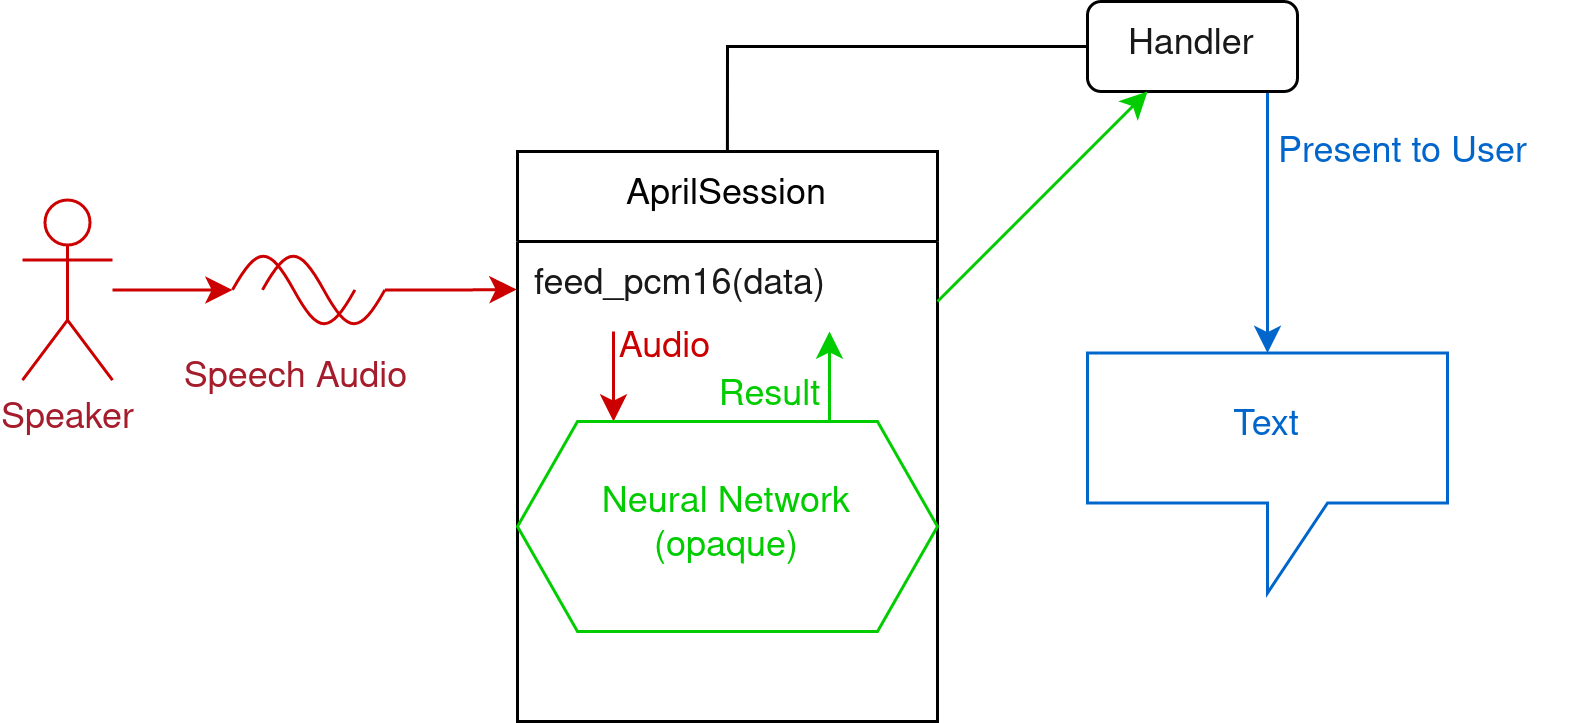 Handler
Present to User
AprilSession
feed_pcm16(data)
Audio
Result
Speech Audio
Speaker
Neural Network
(opaque)
Text